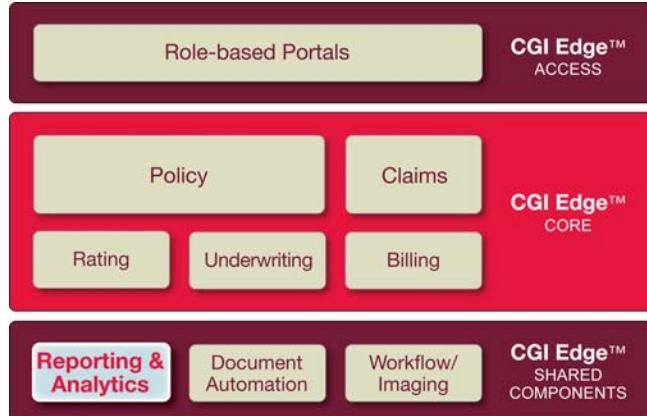 Role-based Portals
CGI Edge™
ACCESS
Policy
Claims
CGI Edge™
CORE
Rating
Underwriting
Billing
Reporting &
Analytics
Document
Automation
Workflow/
Imaging
CGI Edge™
SHARED
COMPONENTS